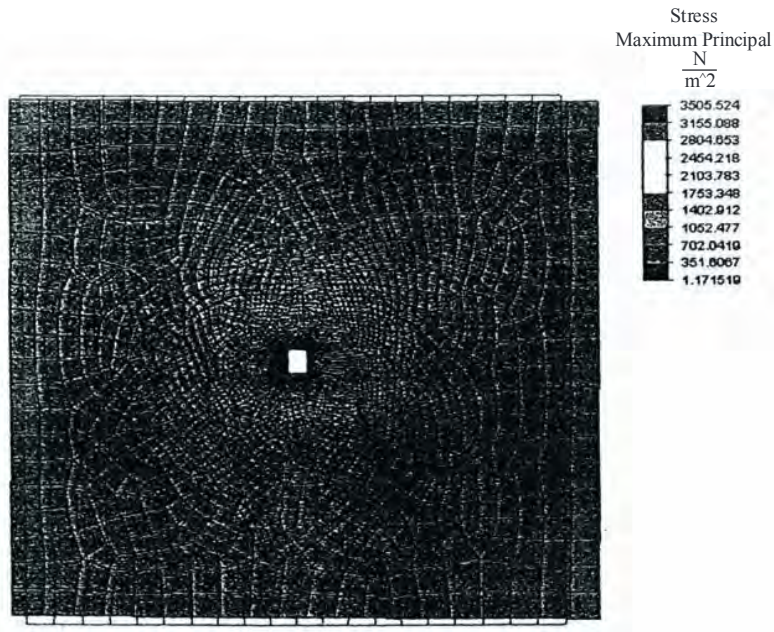 Stress
Maximum Principal
N
m^2
3505.524
3155.088
2804.653
2454.218
2103.783
1753.348
1402.912
1052.477
702.0419
351.6067
1.171519